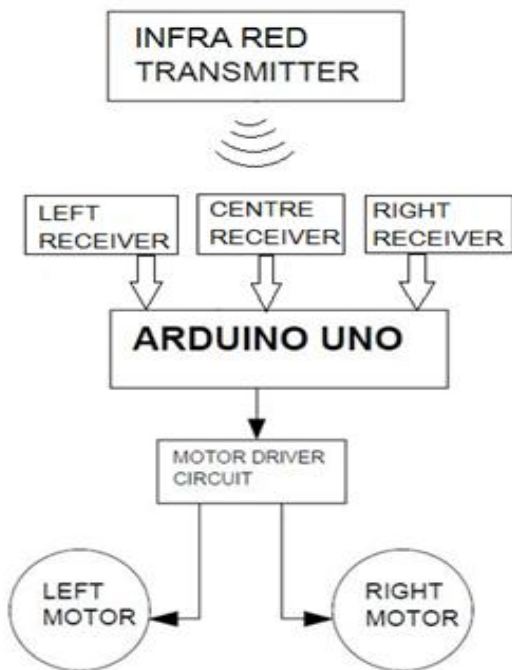 INFRA RED
TRANSMITTER
LEFT
RECEIVER
CENTRE
RECEIVER
RIGHT
RECEIVER
ARDUINO UNO
MOTOR DRIVER
CIRCUIT
LEFT
MOTOR
RIGHT
MOTOR